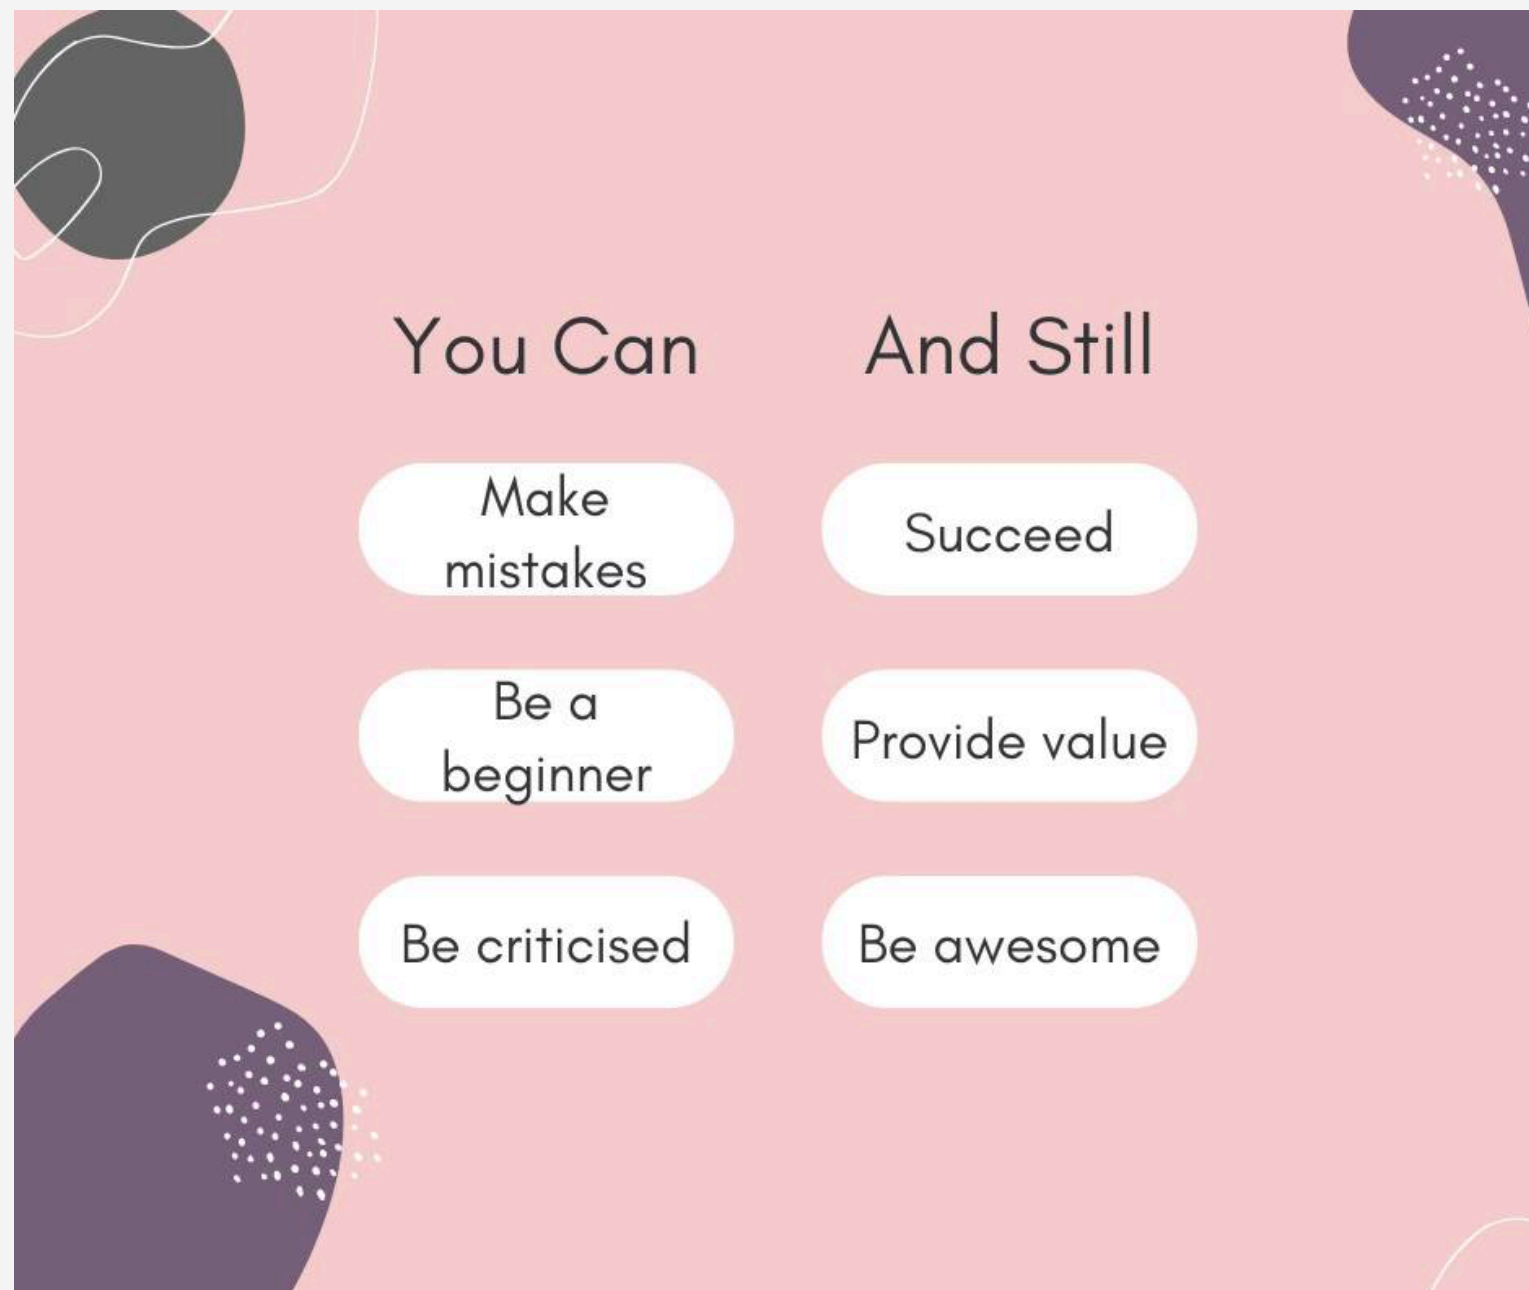 You Can
And Still
Make
mistakes
Succeed
Be a
beginner
Provide value
Be criticised
Be awesome